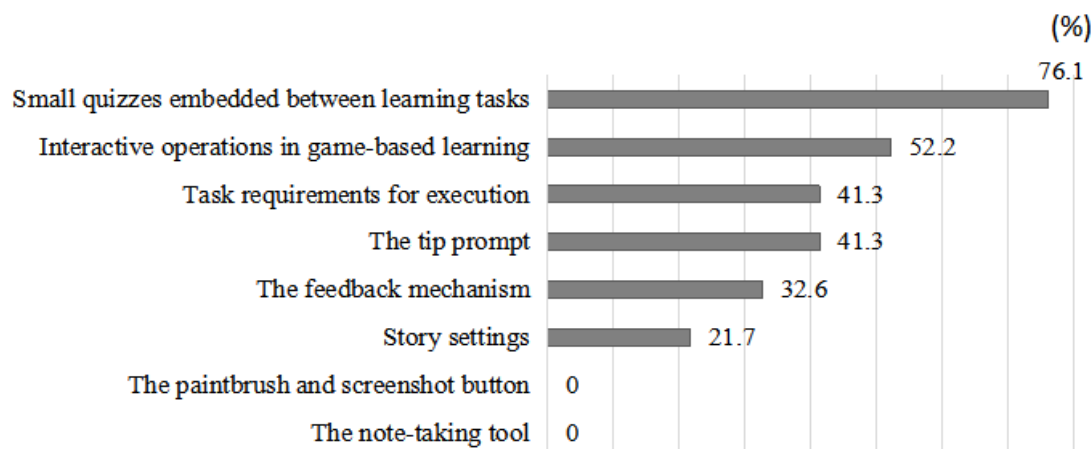 (%)
76.1
Small quizzes embedded between learning tasks
Interactive operations in game-based learning 52.2
Task requirements for execution 41.3
The tip prompt 41.3
The feedback mechanism 32.6
Story settings 21.7
The paintbrush and screenshot button 0
The note-taking tool 0